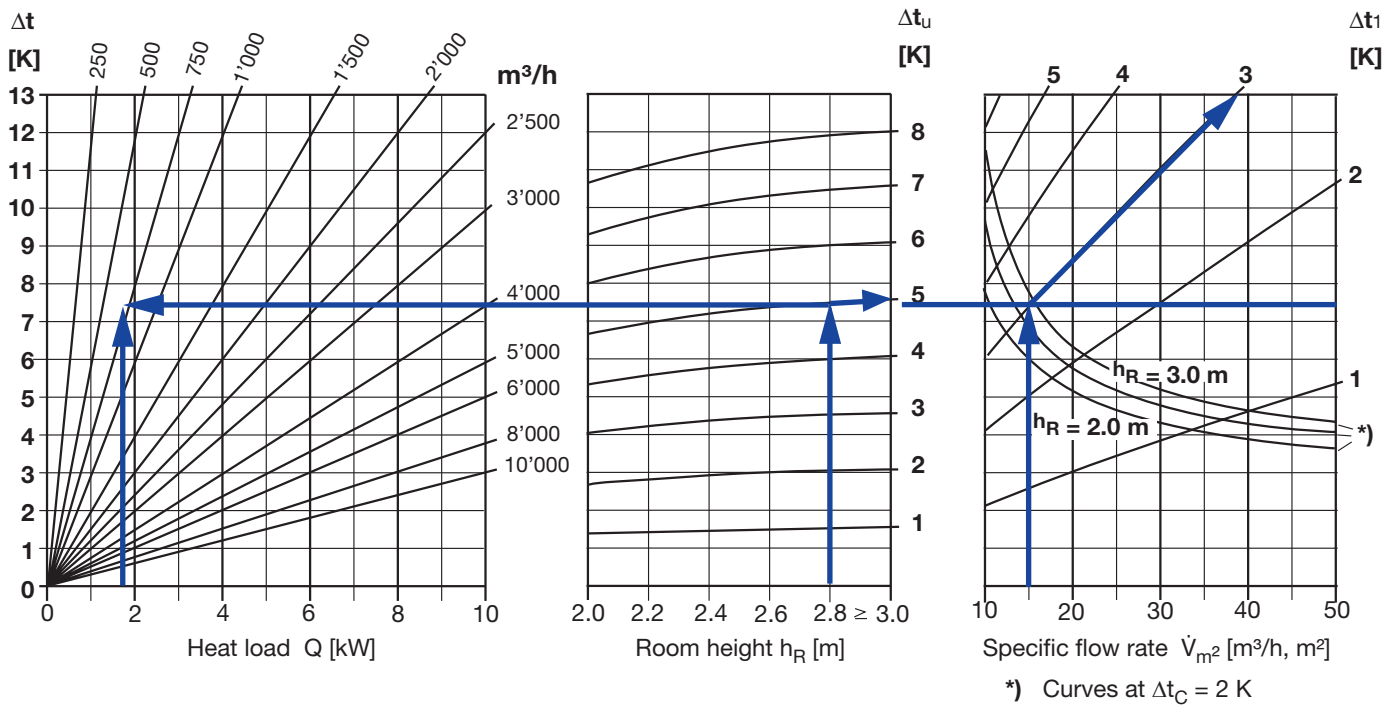 Δt
[K]
250
500
750
1'000
1'500
2'000
m³/h
13
12
11
10
9
8
7
6
5
4
3
2
1
0
2'500
3'000
4'000
5'000
6'000
8'000
10'000
0 2 4 6 8 10
Heat load Q [kW]
Δtu
[K]
8
7
6
5
4
3
2
1
2.0 2.2 2.4 2.6 2.8 ≥ 3.0
Room height hR [m]
Δt1
[K]
5 4 3
2
1
hR = 3.0 m
hR = 2.0 m
*)
10 20 30 40 50
Specific flow rate V̇m² [m³/h, m²]
*) Curves at ΔtC = 2 K